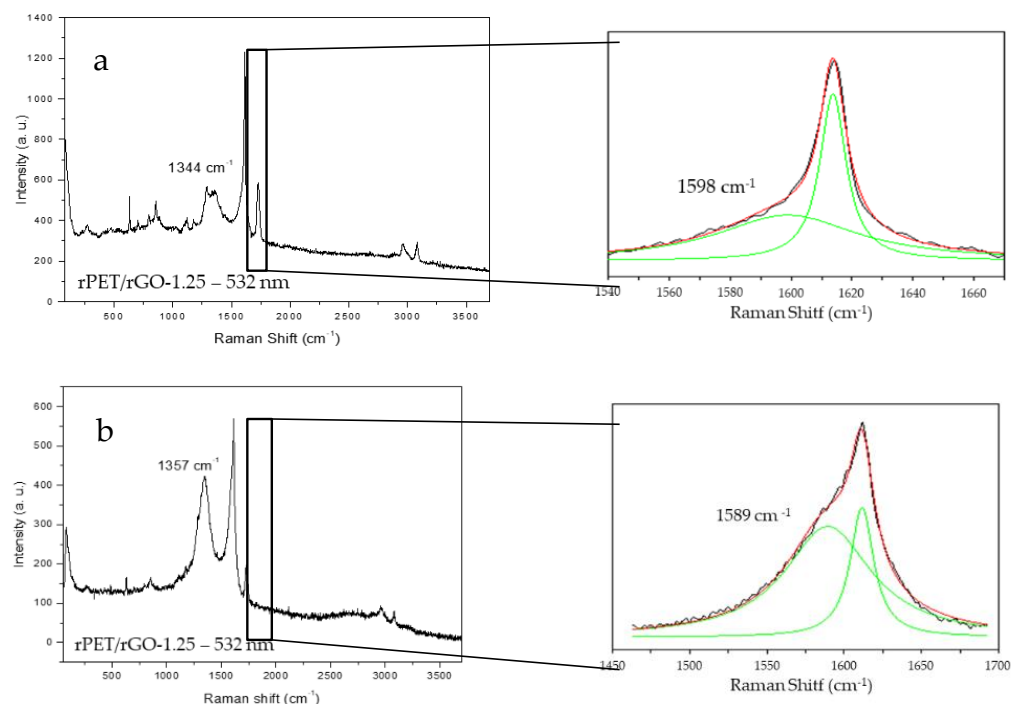 a
1344 cm⁻¹
Intensity (a. u.)
1400
1200
1000
800
600
400
200
0
rPET/rGO-1.25 – 532 nm
500 1000 1500 2000 2500 3000 3500
Raman Shift (cm⁻¹)
1598 cm⁻¹
1540 1560 1580 1600 1620 1640 1660
Raman Shitf (cm⁻¹)
b
1357 cm⁻¹
Intensity (a. u.)
600
500
400
300
200
100
0
rPET/rGO-1.25 – 532 nm
500 1000 1500 2000 2500 3000 3500
Raman shift (cm⁻¹)
1589 cm⁻¹
1450 1500 1550 1600 1650 1700
Raman Shitf (cm⁻¹)